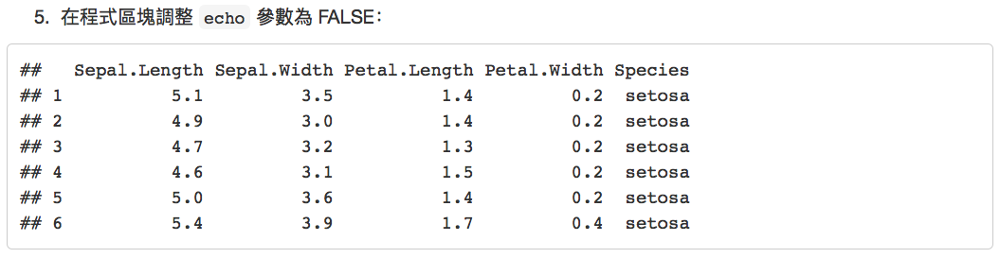 5. 在程式區塊調整 echo 參數為 FALSE：
##   Sepal.Length Sepal.Width Petal.Length Petal.Width Species
## 1          5.1         3.5          1.4         0.2  setosa
## 2          4.9         3.0          1.4         0.2  setosa
## 3          4.7         3.2          1.3         0.2  setosa
## 4          4.6         3.1          1.5         0.2  setosa
## 5          5.0         3.6          1.4         0.2  setosa
## 6          5.4         3.9          1.7         0.4  setosa